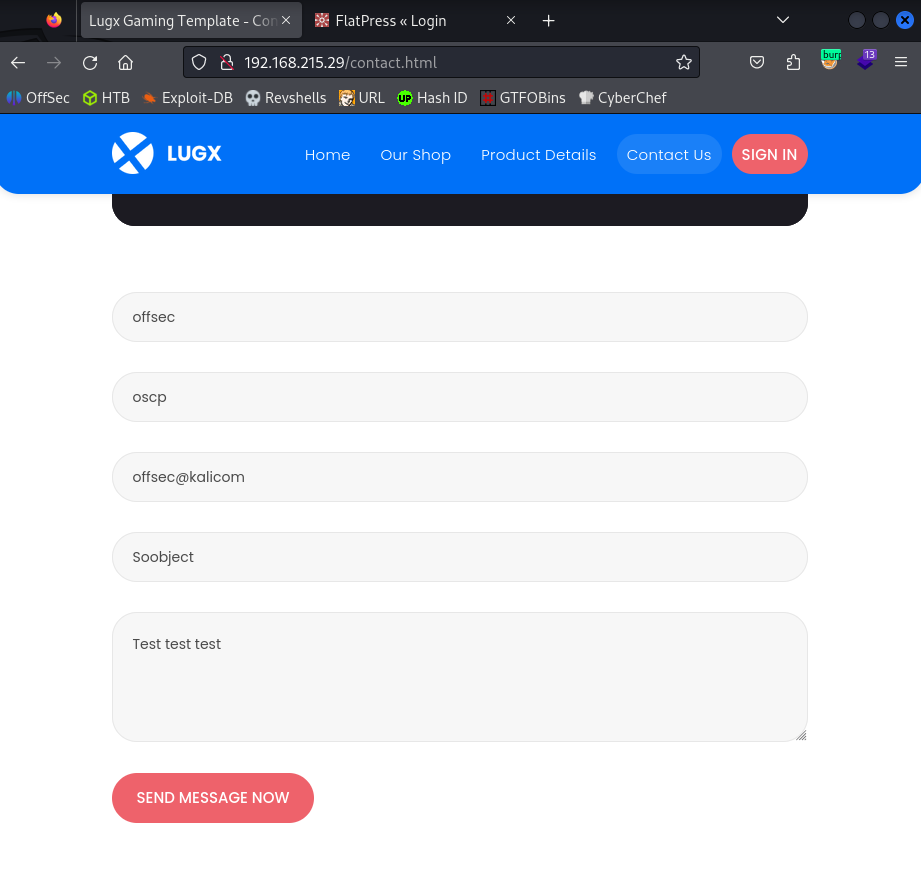 Lugx Gaming Template - Con
FlatPress « Login
192.168.215.29/contact.html
burp
13
OffSec
HTB
Exploit-DB
Revshells
URL
UP
Hash ID
GTFOBins
CyberChef
LUGX
Home
Our Shop
Product Details
Contact Us
SIGN IN
offsec
oscp
offsec@kalicom
Soobject
Test test test
SEND MESSAGE NOW